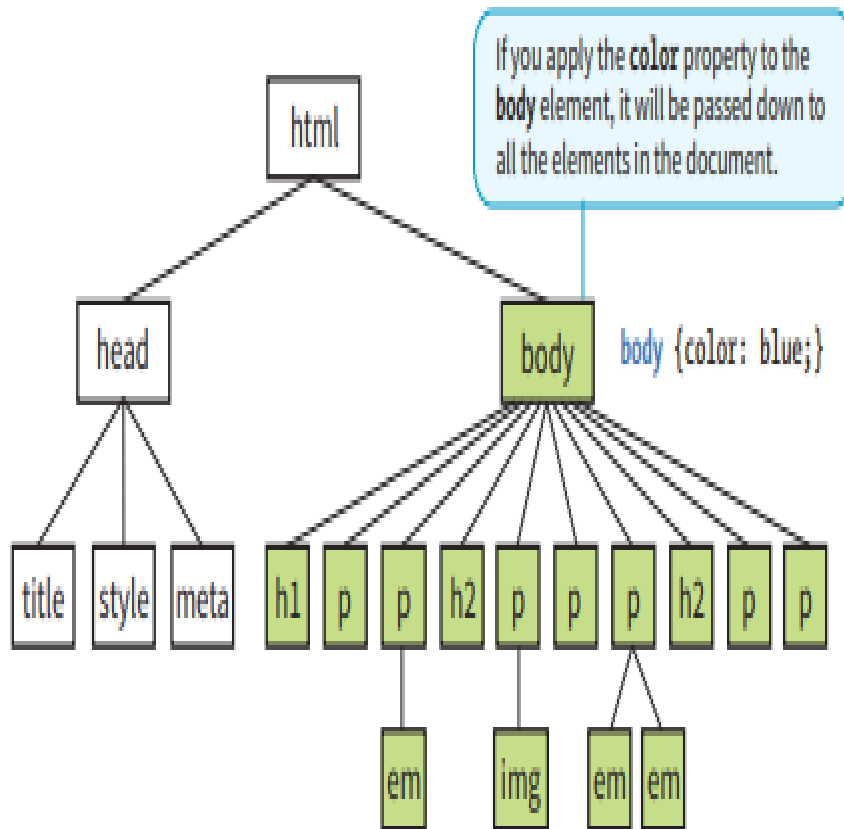 If you apply the color property to the
body element, it will be passed down to
all the elements in the document.
html
head
body
body {color: blue;}
title
style
meta
h1
p
p
h2
p
p
p
h2
p
p
em
img
em
em